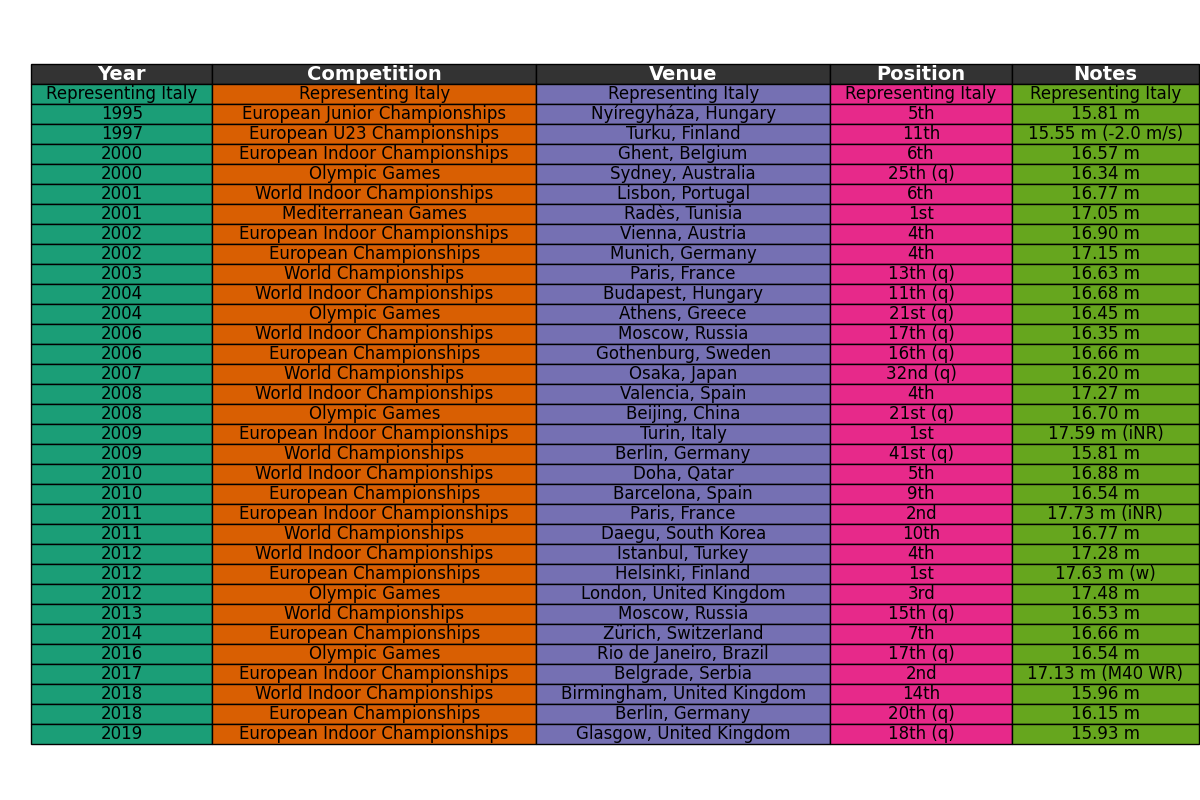 Year Competition Venue Position Notes
Representing Italy Representing Italy Representing Italy Representing Italy Representing Italy
1995 European Junior Championships Nyíregyháza, Hungary 5th 15.81 m
1997 European U23 Championships Turku, Finland 11th 15.55 m (-2.0 m/s)
2000 European Indoor Championships Ghent, Belgium 6th 16.57 m
2000 Olympic Games Sydney, Australia 25th (q) 16.34 m
2001 World Indoor Championships Lisbon, Portugal 6th 16.77 m
2001 Mediterranean Games Radès, Tunisia 1st 17.05 m
2002 European Indoor Championships Vienna, Austria 4th 16.90 m
2002 European Championships Munich, Germany 4th 17.15 m
2003 World Championships Paris, France 13th (q) 16.63 m
2004 World Indoor Championships Budapest, Hungary 11th (q) 16.68 m
2004 Olympic Games Athens, Greece 21st (q) 16.45 m
2006 World Indoor Championships Moscow, Russia 17th (q) 16.35 m
2006 European Championships Gothenburg, Sweden 16th (q) 16.66 m
2007 World Championships Osaka, Japan 32nd (q) 16.20 m
2008 World Indoor Championships Valencia, Spain 4th 17.27 m
2008 Olympic Games Beijing, China 21st (q) 16.70 m
2009 European Indoor Championships Turin, Italy 1st 17.59 m (iNR)
2009 World Championships Berlin, Germany 41st (q) 15.81 m
2010 World Indoor Championships Doha, Qatar 5th 16.88 m
2010 European Championships Barcelona, Spain 9th 16.54 m
2011 European Indoor Championships Paris, France 2nd 17.73 m (iNR)
2011 World Championships Daegu, South Korea 10th 16.77 m
2012 World Indoor Championships Istanbul, Turkey 4th 17.28 m
2012 European Championships Helsinki, Finland 1st 17.63 m (w)
2012 Olympic Games London, United Kingdom 3rd 17.48 m
2013 World Championships Moscow, Russia 15th (q) 16.53 m
2014 European Championships Zürich, Switzerland 7th 16.66 m
2016 Olympic Games Rio de Janeiro, Brazil 17th (q) 16.54 m
2017 European Indoor Championships Belgrade, Serbia 2nd 17.13 m (M40 WR)
2018 World Indoor Championships Birmingham, United Kingdom 14th 15.96 m
2018 European Championships Berlin, Germany 20th (q) 16.15 m
2019 European Indoor Championships Glasgow, United Kingdom 18th (q) 15.93 m